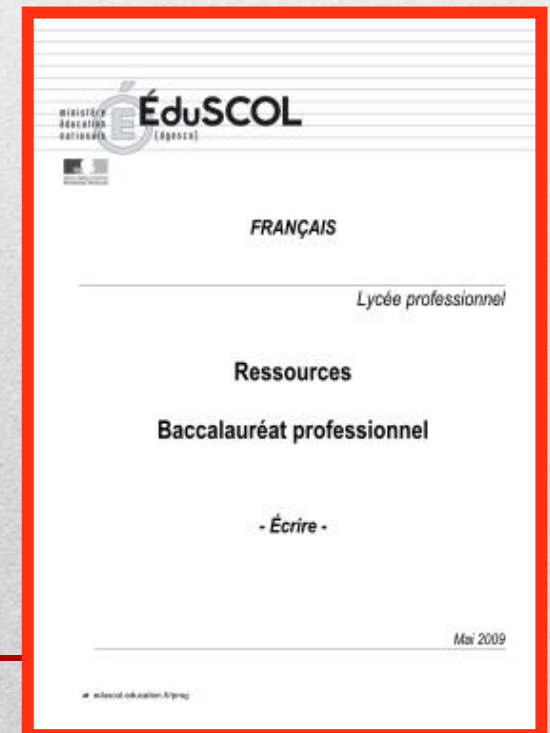 ministère
éducation
nationale
ÉduSCOL
[dgesco]
FRANÇAIS
Lycée professionnel
Ressources
Baccalauréat professionnel
- Écrire -
Mai 2009
eduscol.education.fr/prog